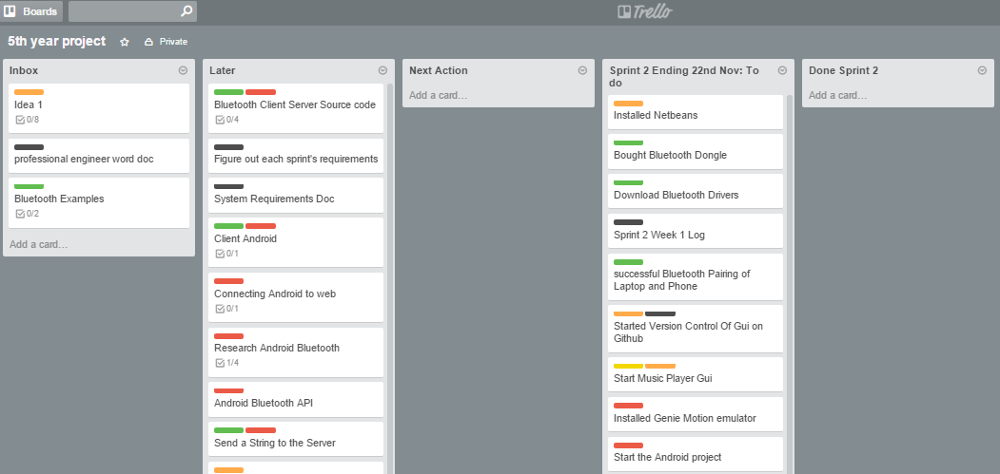 Boards
Trello
5th year project
Private
Inbox
Idea 1
0/8
professional engineer word doc
Bluetooth Examples
0/2
Add a card...
Later
Bluetooth Client Server Source code
0/4
Figure out each sprint's requirements
System Requirements Doc
Client Android
0/1
Connecting Android to web
0/1
Research Android Bluetooth
1/4
Android Bluetooth API
Send a String to the Server
Next Action
Add a card...
Sprint 2 Ending 22nd Nov: To
do
Installed Netbeans
Bought Bluetooth Dongle
Download Bluetooth Drivers
Sprint 2 Week 1 Log
successful Bluetooth Pairing of
Laptop and Phone
Started Version Control Of Gui on
Github
Start Music Player Gui
Installed Genie Motion emulator
Start the Android project
Done Sprint 2
Add a card...